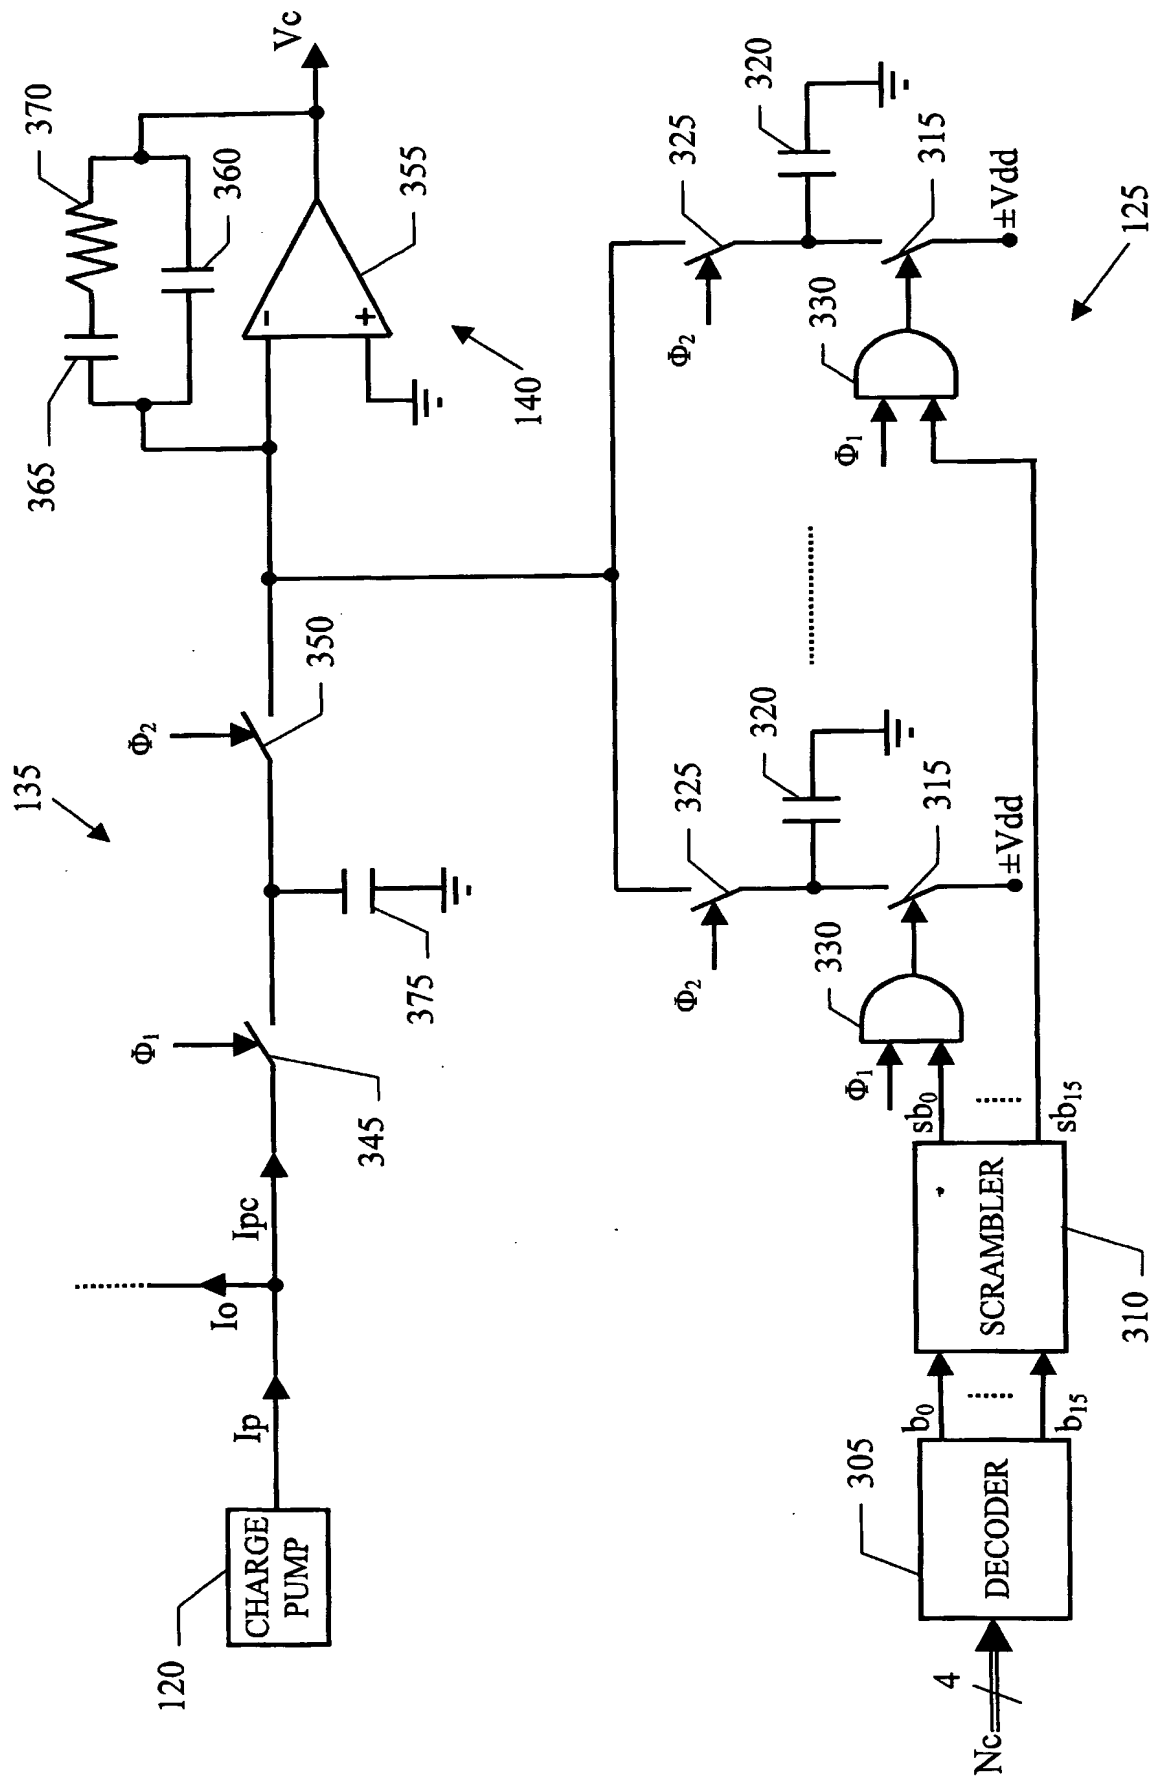 135
Φ1
Φ2
370
365
360
Vc
120
CHARGE
PUMP
Ip
Io
Ipc
345
375
350
-
+
355
140
Φ2
325
320
Φ2
325
320
315
±Vdd
315
±Vdd
330
Φ1
330
Φ1
125
Nc
4
305
DECODER
b0
b15
SCRAMBLER
310
sb0
sb15